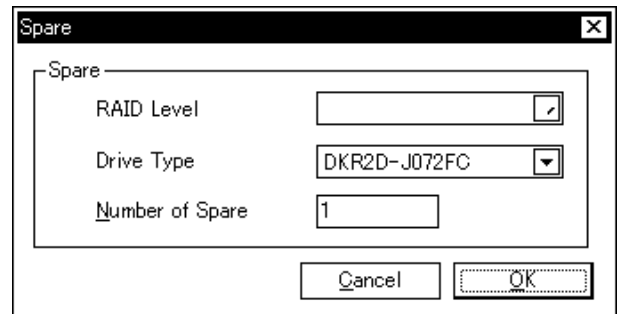 Spare
Spare
RAID Level
Drive Type DKR2D-J072FC
Number of Spare 1
Cancel OK